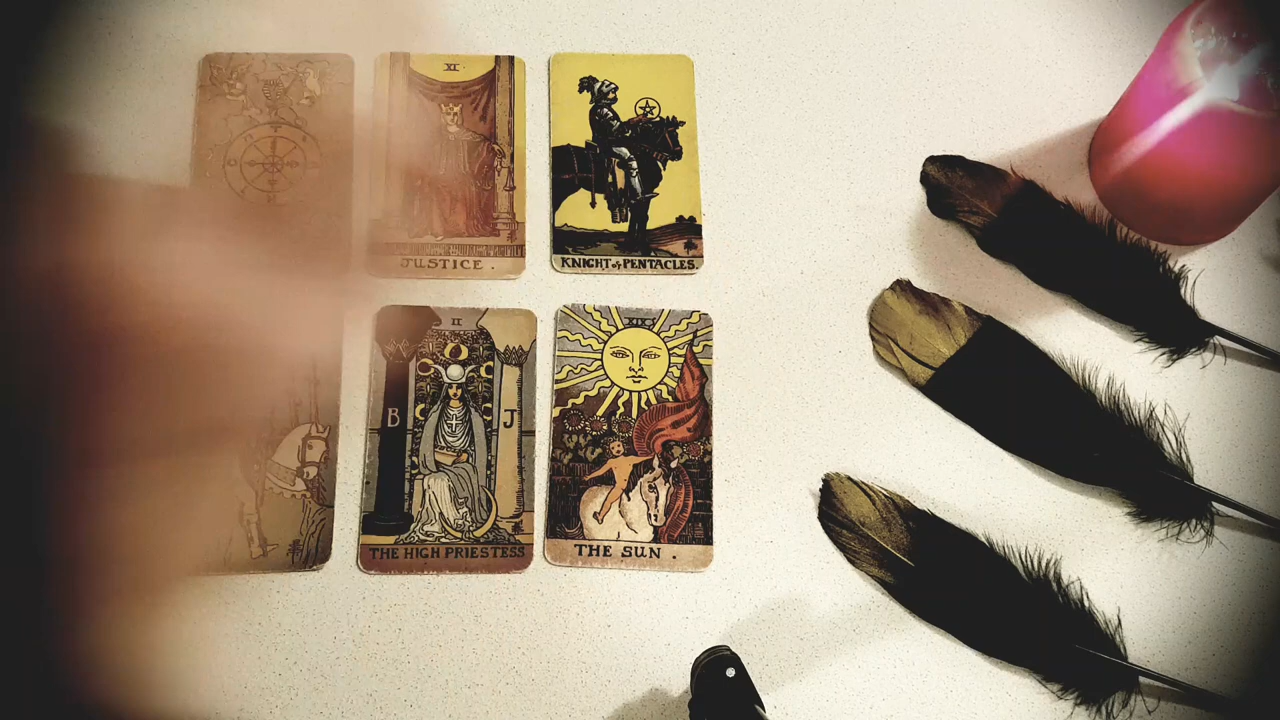 XI
JUSTICE .
KNIGHT of PENTACLES.
II
B J
THE HIGH PRIESTESS
XIX
THE SUN .